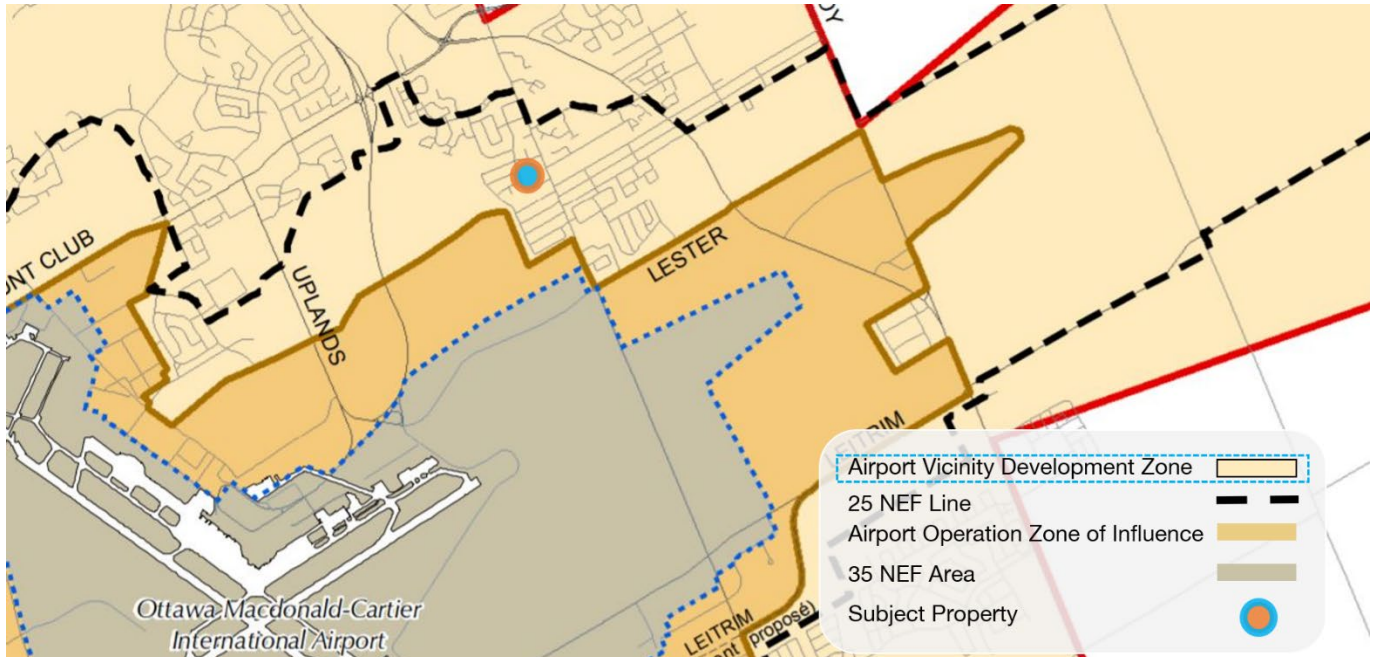 OY
UNT CLUB
UPLANDS
LESTER
LEITRIM
Airport Vicinity Development Zone
25 NEF Line
Airport Operation Zone of Influence
35 NEF Area
Subject Property
Ottawa Macdonald-Cartier
International Airport
LEITRIM
ont proposé)